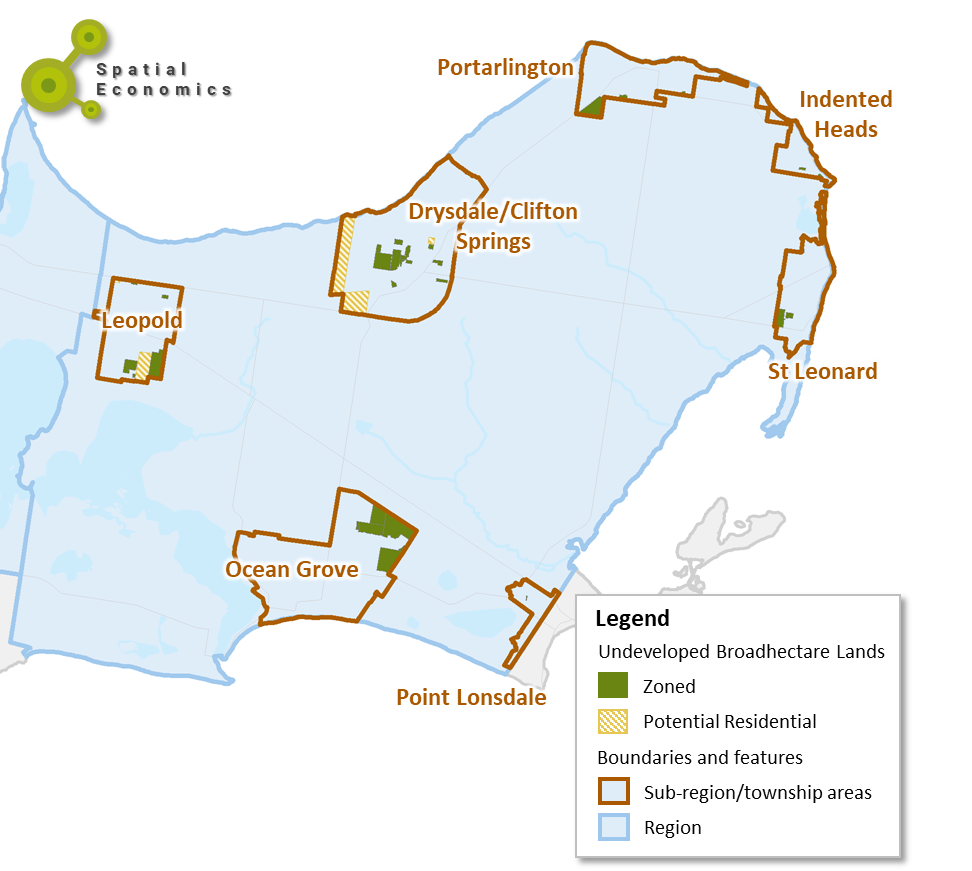 Spatial
Economics
Portarlington
Indented
Heads
Drysdale/Clifton
Springs
Leopold
St Leonard
Ocean Grove
Point Lonsdale
Legend
Undeveloped Broadhectare Lands
Zoned
Potential Residential
Boundaries and features
Sub-region/township areas
Region